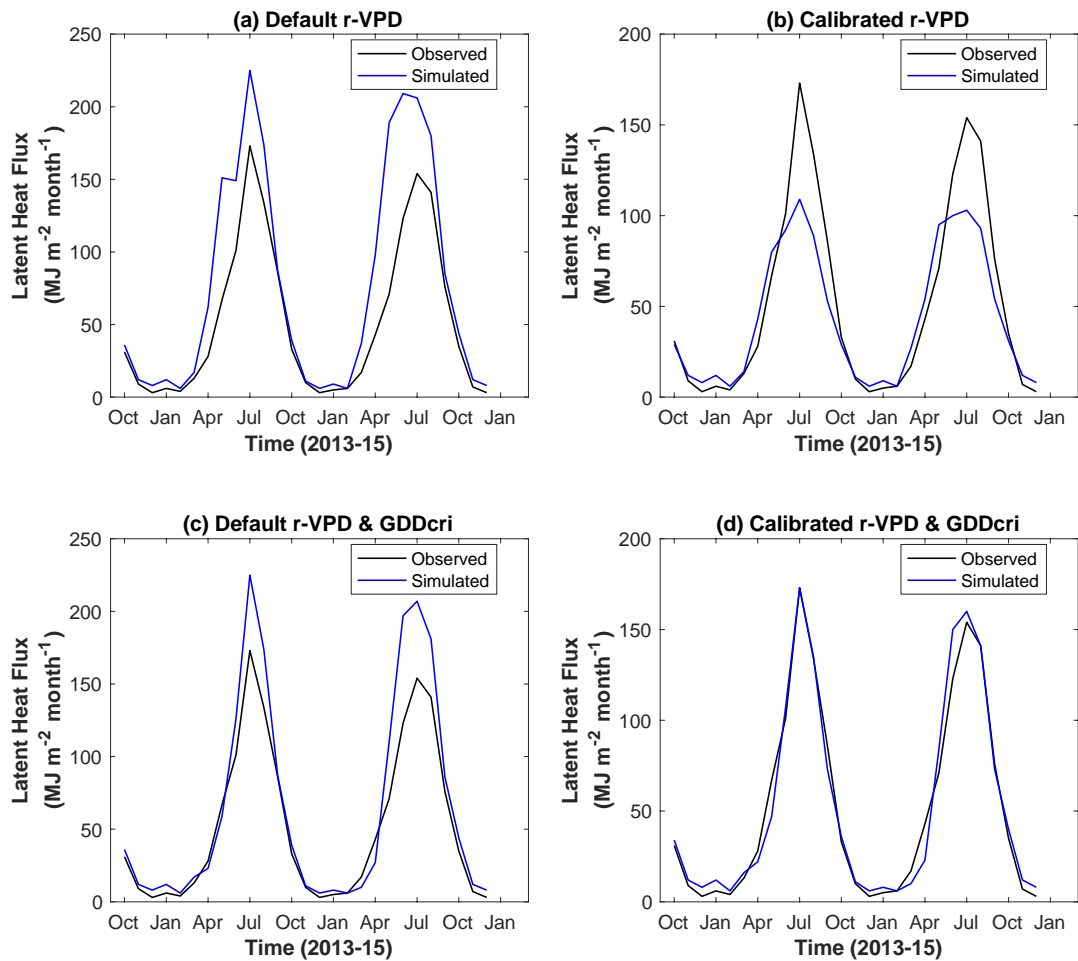 (a) Default r-VPD
250
200
150
100
50
0
Latent Heat Flux
(MJ m-2 month-1)
Observed
Simulated
Oct Jan Apr Jul Oct Jan Apr Jul Oct Jan
Time (2013-15)
(b) Calibrated r-VPD
200
150
100
50
0
Latent Heat Flux
(MJ m-2 month-1)
Observed
Simulated
Oct Jan Apr Jul Oct Jan Apr Jul Oct Jan
Time (2013-15)
(c) Default r-VPD & GDDcri
250
200
150
100
50
0
Latent Heat Flux
(MJ m-2 month-1)
Observed
Simulated
Oct Jan Apr Jul Oct Jan Apr Jul Oct Jan
Time (2013-15)
(d) Calibrated r-VPD & GDDcri
200
150
100
50
0
Latent Heat Flux
(MJ m-2 month-1)
Observed
Simulated
Oct Jan Apr Jul Oct Jan Apr Jul Oct Jan
Time (2013-15)